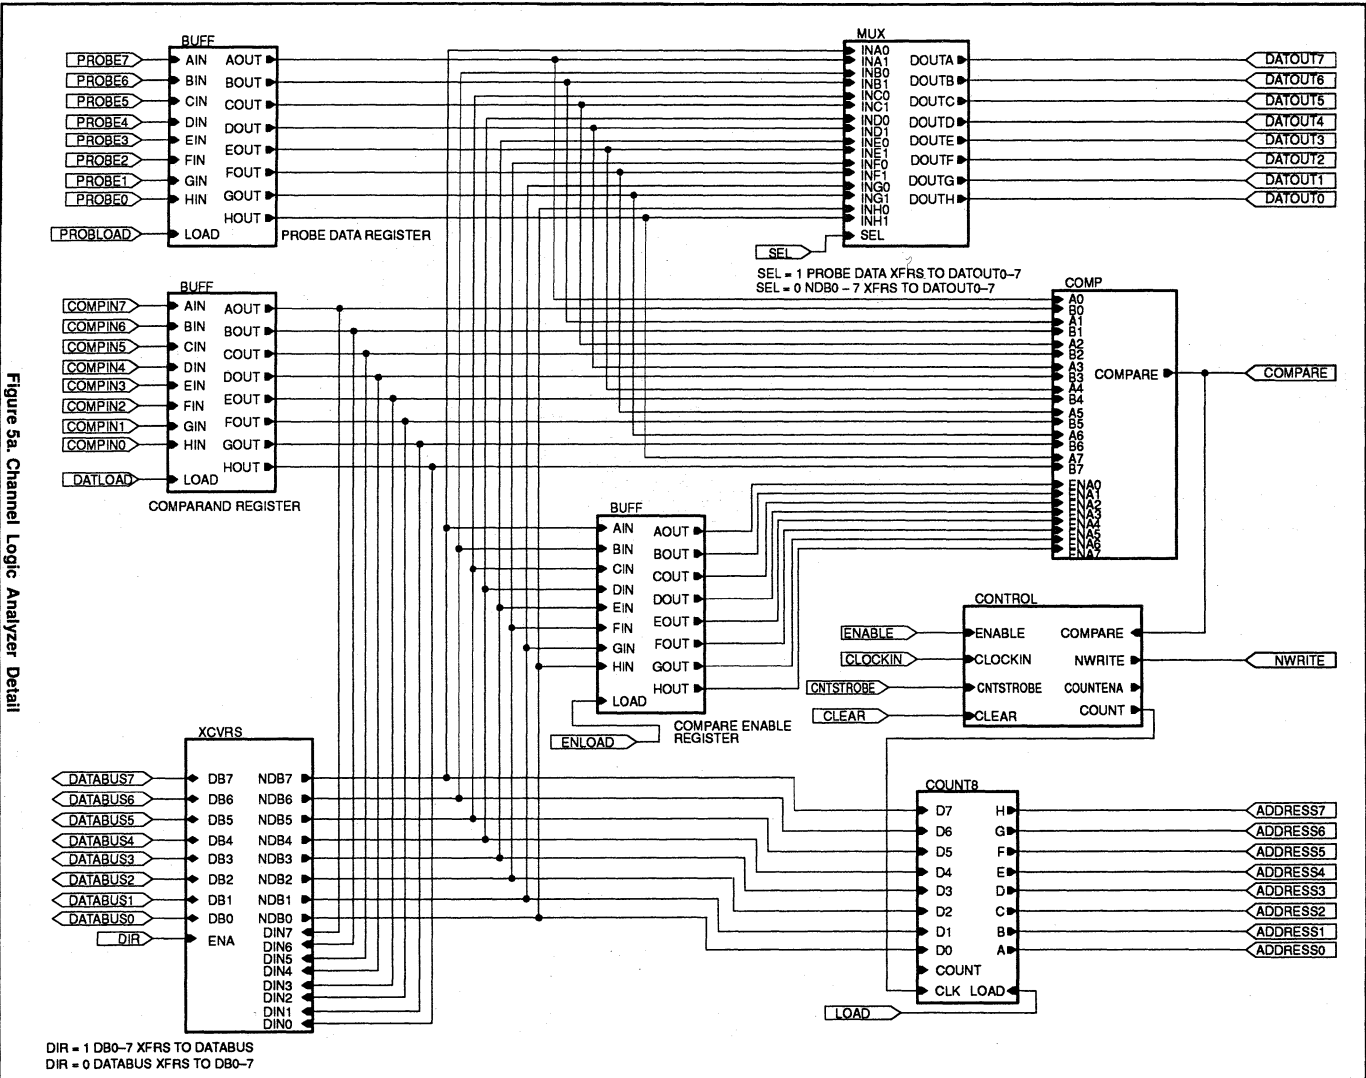 BUFF
PROBE7
PROBE6
PROBE5
PROBE4
PROBE3
PROBE2
PROBE1
PROBE0
PROBLOAD
AIN
BIN
CIN
DIN
EIN
FIN
GIN
HIN
LOAD
AOUT
BOUT
COUT
DOUT
EOUT
FOUT
GOUT
HOUT
PROBE DATA REGISTER
MUX
INA0
INA1
INB0
INB1
INC0
INC1
IND0
IND1
INE0
INE1
INF0
INF1
ING0
ING1
INH0
INH1
SEL
DOUTA
DOUTB
DOUTC
DOUTD
DOUTE
DOUTF
DOUTG
DOUTH
DATOUT7
DATOUT6
DATOUT5
DATOUT4
DATOUT3
DATOUT2
DATOUT1
DATOUT0
SEL
SEL = 1 PROBE DATA XFRS TO DATOUT0–7
SEL = 0 NDB0 – 7 XFRS TO DATOUT0–7
BUFF
COMPIN7
COMPIN6
COMPIN5
COMPIN4
COMPIN3
COMPIN2
COMPIN1
COMPIN0
DATLOAD
AIN
BIN
CIN
DIN
EIN
FIN
GIN
HIN
LOAD
AOUT
BOUT
COUT
DOUT
EOUT
FOUT
GOUT
HOUT
COMPARAND REGISTER
COMP
A0
B0
A1
B1
A2
B2
A3
B3
A4
B4
A5
B5
A6
B6
A7
B7
ENA0
ENA1
ENA2
ENA3
ENA4
ENA5
ENA6
ENA7
COMPARE
COMPARE
BUFF
AIN
BIN
CIN
DIN
EIN
FIN
GIN
HIN
LOAD
AOUT
BOUT
COUT
DOUT
EOUT
FOUT
GOUT
HOUT
ENLOAD
COMPARE ENABLE
REGISTER
CONTROL
ENABLE
CLOCKIN
CNTSTROBE
CLEAR
ENABLE
CLOCKIN
CNTSTROBE
CLEAR
COMPARE
NWRITE
COUNTENA
COUNT
NWRITE
XCVRS
DATABUS7
DATABUS6
DATABUS5
DATABUS4
DATABUS3
DATABUS2
DATABUS1
DATABUS0
DIR
DB7
DB6
DB5
DB4
DB3
DB2
DB1
DB0
ENA
NDB7
NDB6
NDB5
NDB4
NDB3
NDB2
NDB1
NDB0
DIN7
DIN6
DIN5
DIN4
DIN3
DIN2
DIN1
DIN0
DIR = 1 DB0–7 XFRS TO DATABUS
DIR = 0 DATABUS XFRS TO DB0–7
COUNT8
D7
D6
D5
D4
D3
D2
D1
D0
COUNT
CLK
LOAD
H
G
F
E
D
C
B
A
LOAD
ADDRESS7
ADDRESS6
ADDRESS5
ADDRESS4
ADDRESS3
ADDRESS2
ADDRESS1
ADDRESS0
Figure 5a. Channel Logic Analyzer Detail